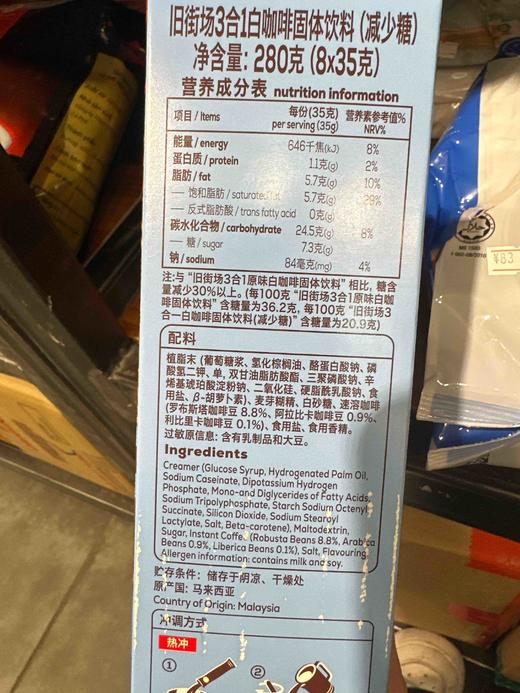 旧街场3合1白咖啡固体饮料（减少糖）
净含量: 280克 (8x35克)
营养成分表 nutrition information
项目 / Items 每份(35克) per serving (35g) 营养素参考值% NRV%
能量 / energy 646千焦(kJ) 8%
蛋白质 / protein 1.1克(g) 2%
脂肪 / fat 5.7克(g) 10%
— 饱和脂肪 / saturated fat 5.7克(g) 29%
— 反式脂肪酸 / trans fatty acid 0克(g)
碳水化合物 / carbohydrate 24.5克(g) 8%
— 糖 / sugar 7.3克(g)
钠 / sodium 84毫克(mg) 4%
注:与“旧街场3合1原味白咖啡固体饮料”相比, 糖含
量减少30%以上。(每100克“旧街场3合1原味白咖
啡固体饮料”含糖量为36.2克, 每100克“旧街场3
合一白咖啡固体饮料(减少糖)”含糖量为20.9克)
配料
植脂末 (葡萄糖浆、氢化棕榈油、酪蛋白酸钠、磷
酸氢二钾、单, 双甘油脂肪酸酯、三聚磷酸钠、辛
烯基琥珀酸淀粉钠、二氧化硅、硬脂酰乳酸钠、食
用盐、β-胡萝卜素)、麦芽糊精、白砂糖、速溶咖啡
(罗布斯塔咖啡豆 8.8%、阿拉比卡咖啡豆 0.9%、
利比里卡咖啡豆 0.1%)、食用盐、食用香精。
过敏原信息: 含有乳制品和大豆。
Ingredients
Creamer (Glucose Syrup, Hydrogenated Palm Oil,
Sodium Caseinate, Dipotassium Hydrogen
Phosphate, Mono-and Diglycerides of Fatty Acids,
Sodium Tripolyphosphate, Starch Sodium Octenyl
Succinate, Silicon Dioxide, Sodium Stearoyl
Lactylate, Salt, Beta-carotene), Maltodextrin,
Sugar, Instant Coffee (Robusta Beans 8.8%, Arabica
Beans 0.9%, Liberica Beans 0.1%), Salt, Flavouring.
Allergen information: contains milk and soy.
贮存条件: 储存于阴凉、干燥处
原产国: 马来西亚
Country of Origin: Malaysia
冲调方式
热冲
① ②
MS 1500
¥83